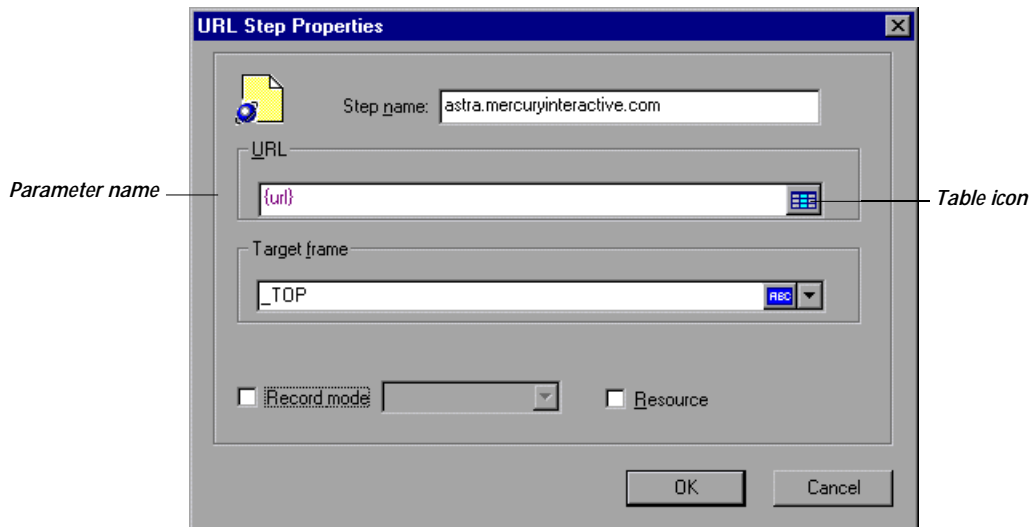 URL Step Properties
Step name: astra.mercuryinteractive.com
URL
Parameter name
{url}
Table icon
Target frame
_TOP
ABC
Record mode
Resource
OK
Cancel